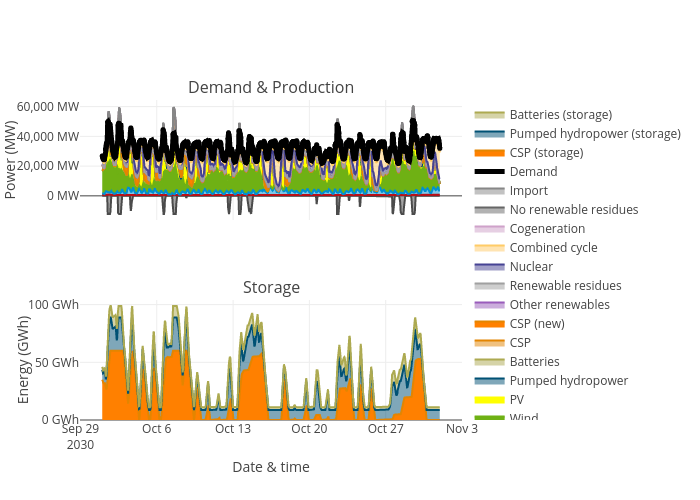 Demand & Production
60,000 MW
40,000 MW
20,000 MW
0 MW
Power (MW)
Storage
100 GWh
50 GWh
0 GWh
Energy (GWh)
Sep 29
2030
Oct 6
Oct 13
Oct 20
Oct 27
Nov 3
Date & time
Batteries (storage)
Pumped hydropower (storage)
CSP (storage)
Demand
Import
No renewable residues
Cogeneration
Combined cycle
Nuclear
Renewable residues
Other renewables
CSP (new)
CSP
Batteries
Pumped hydropower
PV
Wind